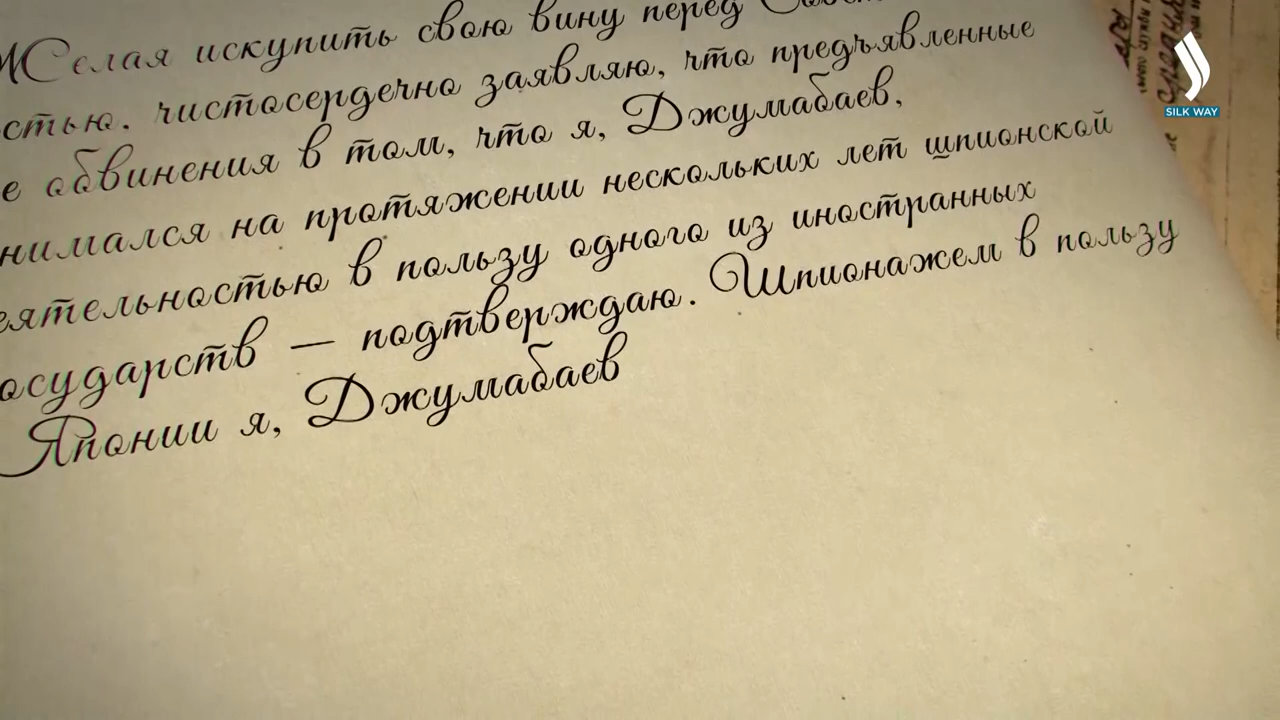 Желая искупить свою вину перед
стью. чистосердечно заявляю, что предъявленные
е обвинения в том, что я, Джумабаев,
нимался на протяжении нескольких лет шпионской
еятельностью в пользу одного из иностранных
осударств — подтверждаю. Шпионажем в пользу
Японии я, Джумабаев
SILK WAY